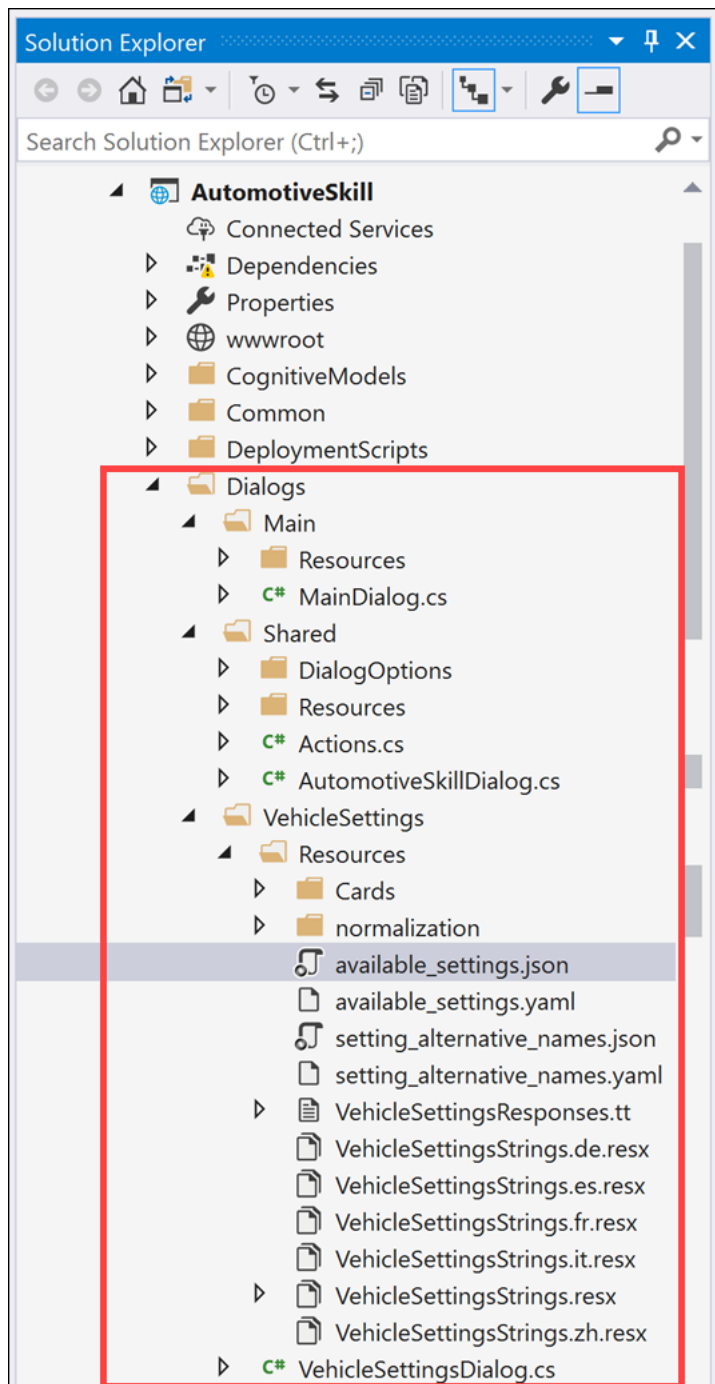 Solution Explorer
Search Solution Explorer (Ctrl+;)
AutomotiveSkill
Connected Services
Dependencies
Properties
wwwroot
CognitiveModels
Common
DeploymentScripts
Dialogs
Main
Resources
C# MainDialog.cs
Shared
DialogOptions
Resources
C# Actions.cs
C# AutomotiveSkillDialog.cs
VehicleSettings
Resources
Cards
normalization
available_settings.json
available_settings.yaml
setting_alternative_names.json
setting_alternative_names.yaml
VehicleSettingsResponses.tt
VehicleSettingsStrings.de.resx
VehicleSettingsStrings.es.resx
VehicleSettingsStrings.fr.resx
VehicleSettingsStrings.it.resx
VehicleSettingsStrings.resx
VehicleSettingsStrings.zh.resx
C# VehicleSettingsDialog.cs